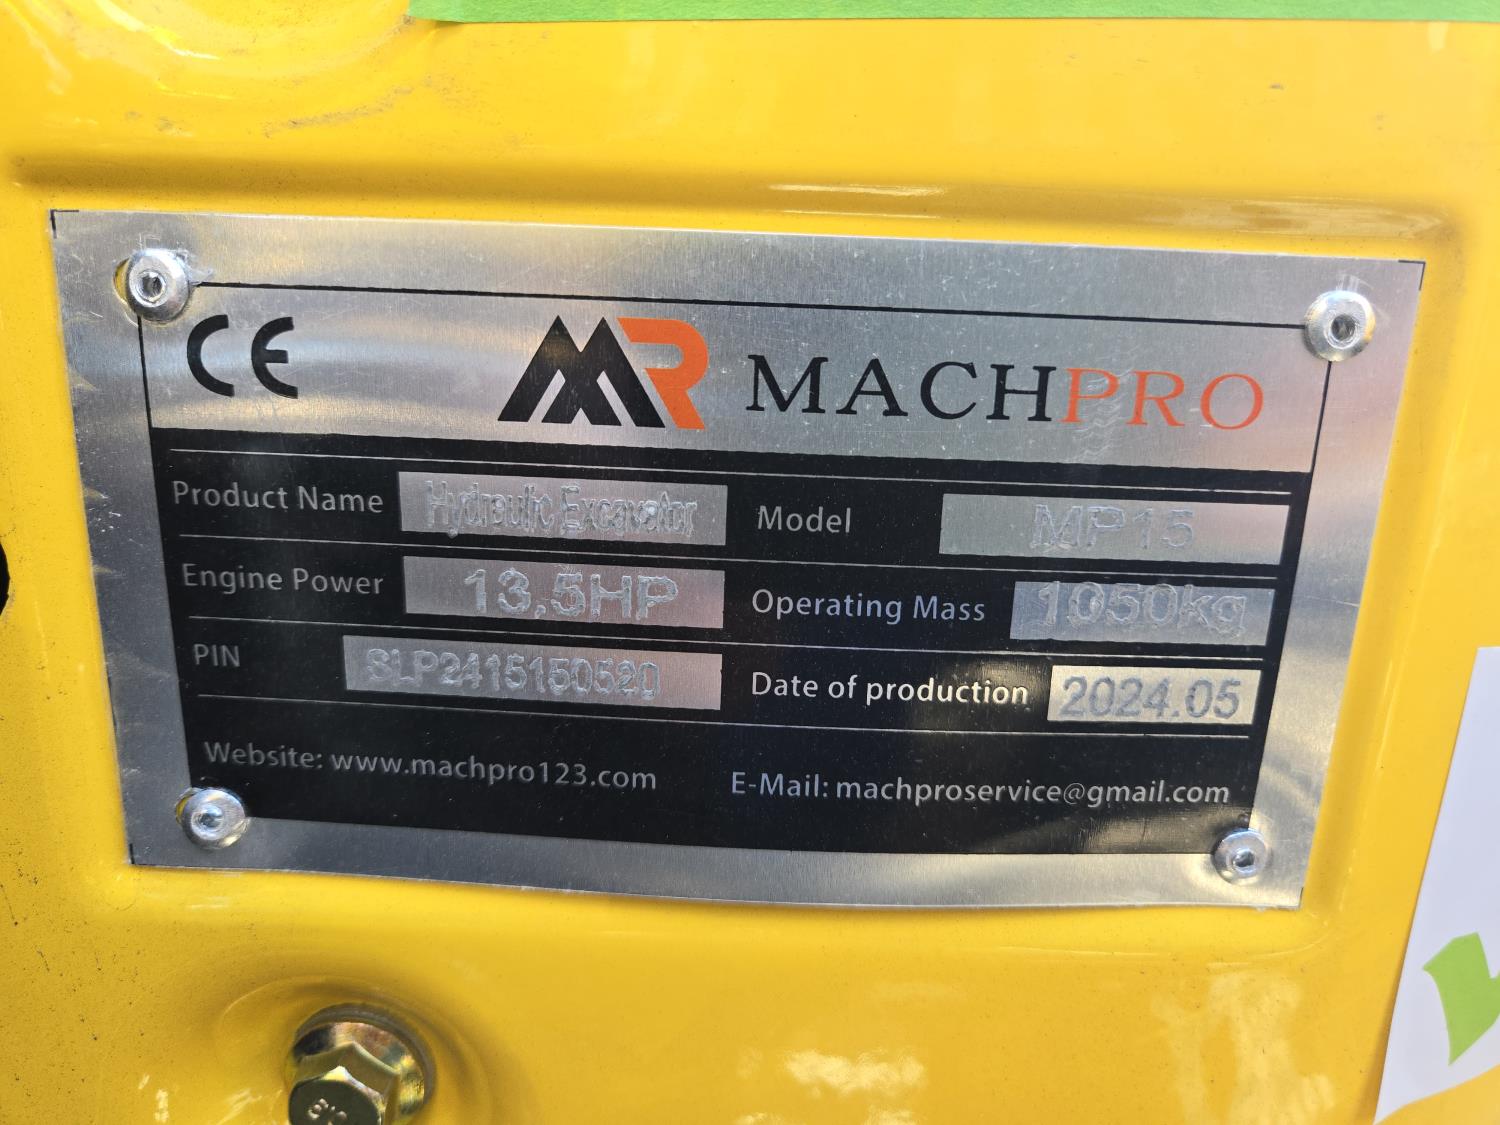 CE MR MACHPRO
Product Name Hydraulic Excavator Model MP15
Engine Power 13.5HP Operating Mass 1050kg
PIN SLP2415150520 Date of production 2024.05
Website: www.machpro123.com E-Mail: machproservice@gmail.com